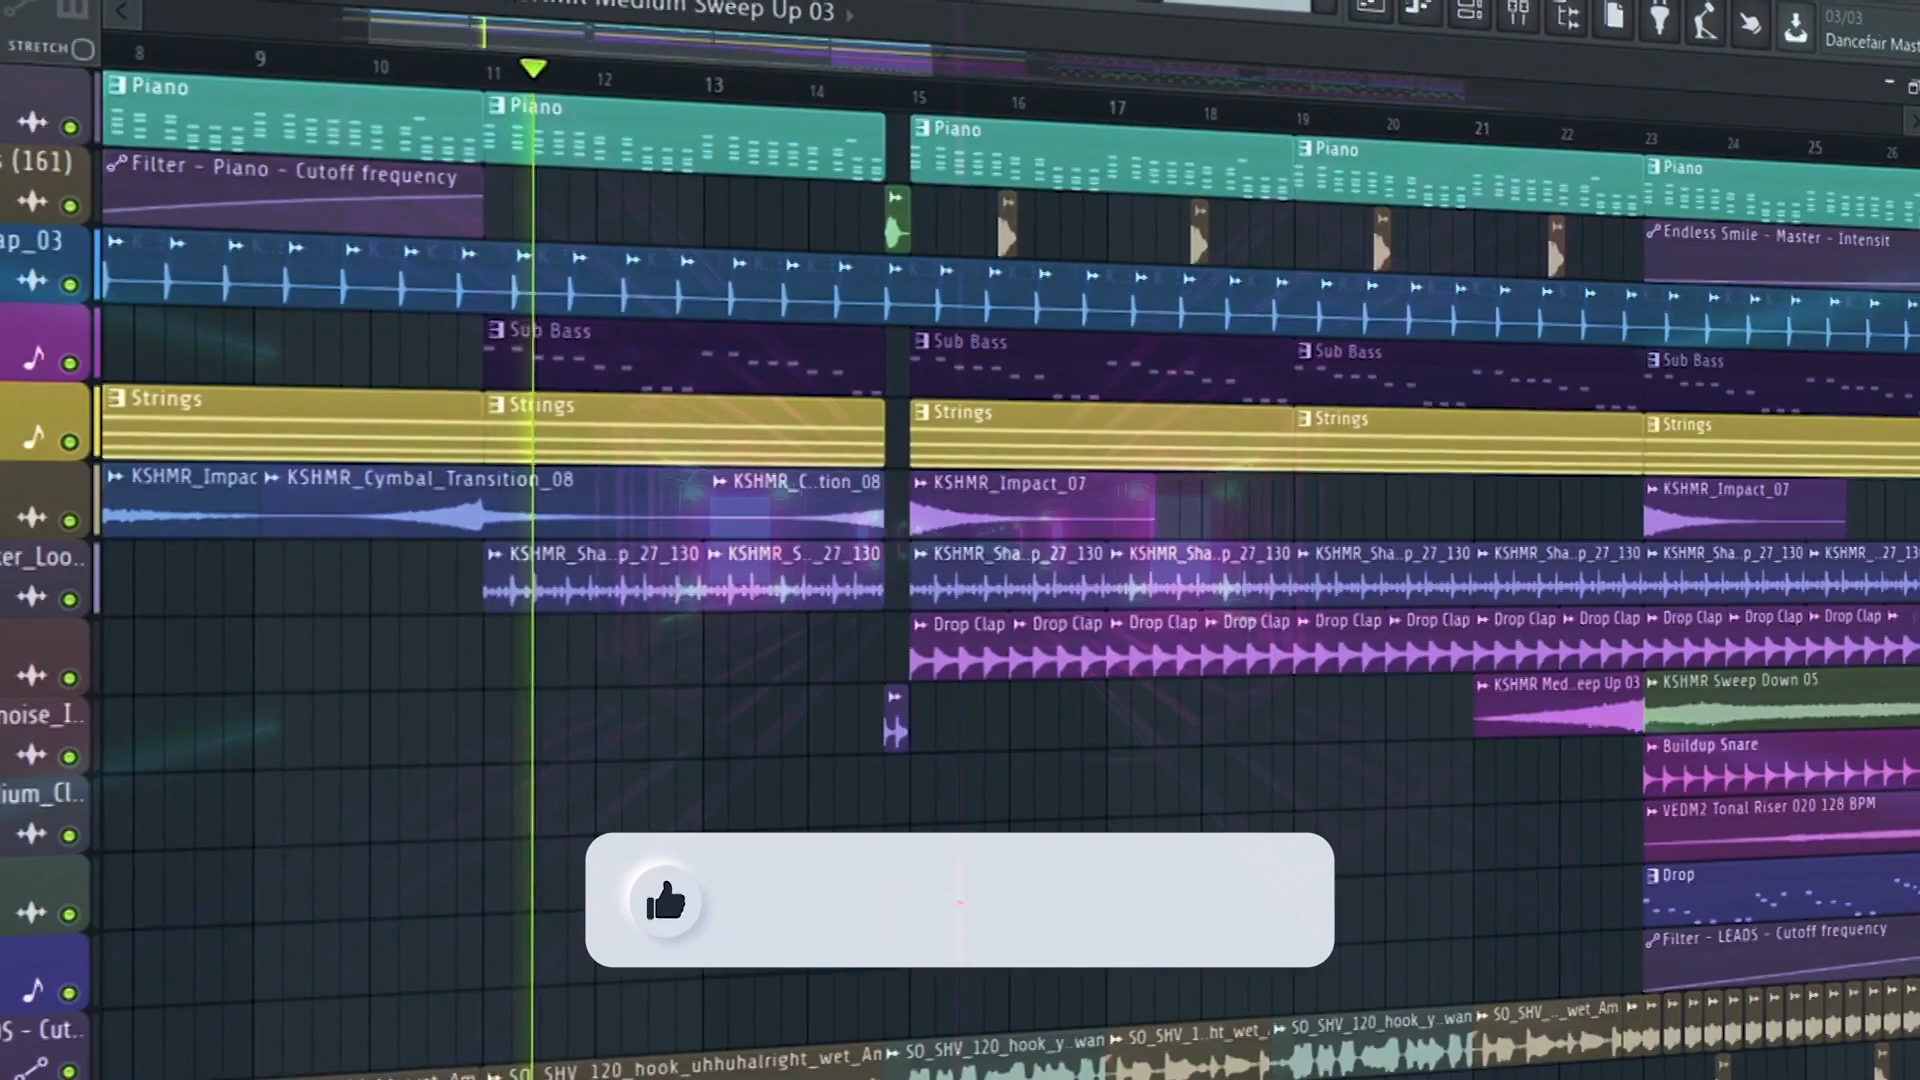 Medium Sweep Up 03
03/03
Dancefair Mast
STRETCH
8 9 10 11 12 13 14 15 16 17 18 19 20 21 22 23 24 25 26
Piano Piano Piano Piano Piano
s (161)
Filter - Piano - Cutoff frequency
Endless Smile - Master - Intensit
ap_03
Sub Bass Sub Bass Sub Bass Sub Bass
Strings Strings Strings Strings Strings
KSHMR_Impac KSHMR_Cymbal_Transition_08 KSHMR_C..tion_08 KSHMR_Impact_07 KSHMR_Impact_07
ker_Loo..
KSHMR_Sha..p_27_130 KSHMR_S.._27_130 KSHMR_Sha..p_27_130 KSHMR_Sha..p_27_130 KSHMR_Sha..p_27_130 KSHMR_Sha..p_27_130 KSHMR_Sha..p_27_130 KSHMR_.._27_13
Drop Clap Drop Clap Drop Clap Drop Clap Drop Clap Drop Clap Drop Clap Drop Clap Drop Clap Drop Clap Drop Clap
noise_I..
KSHMR Med..eep Up 03 KSHMR Sweep Down 05
Buildup Snare
ium_Cl..
VEDM2 Tonal Riser 020 128 BPM
Drop
Filter - LEADS - Cutoff frequency
S - Cut..
SO_SHV_120_hook_uhhuhalright_wet_An SO_SHV_120_hook_y..wan SO_SHV_1..ht_wet_. SO_SHV_120_hook_y..wan SO_SHV_.._wet_Am